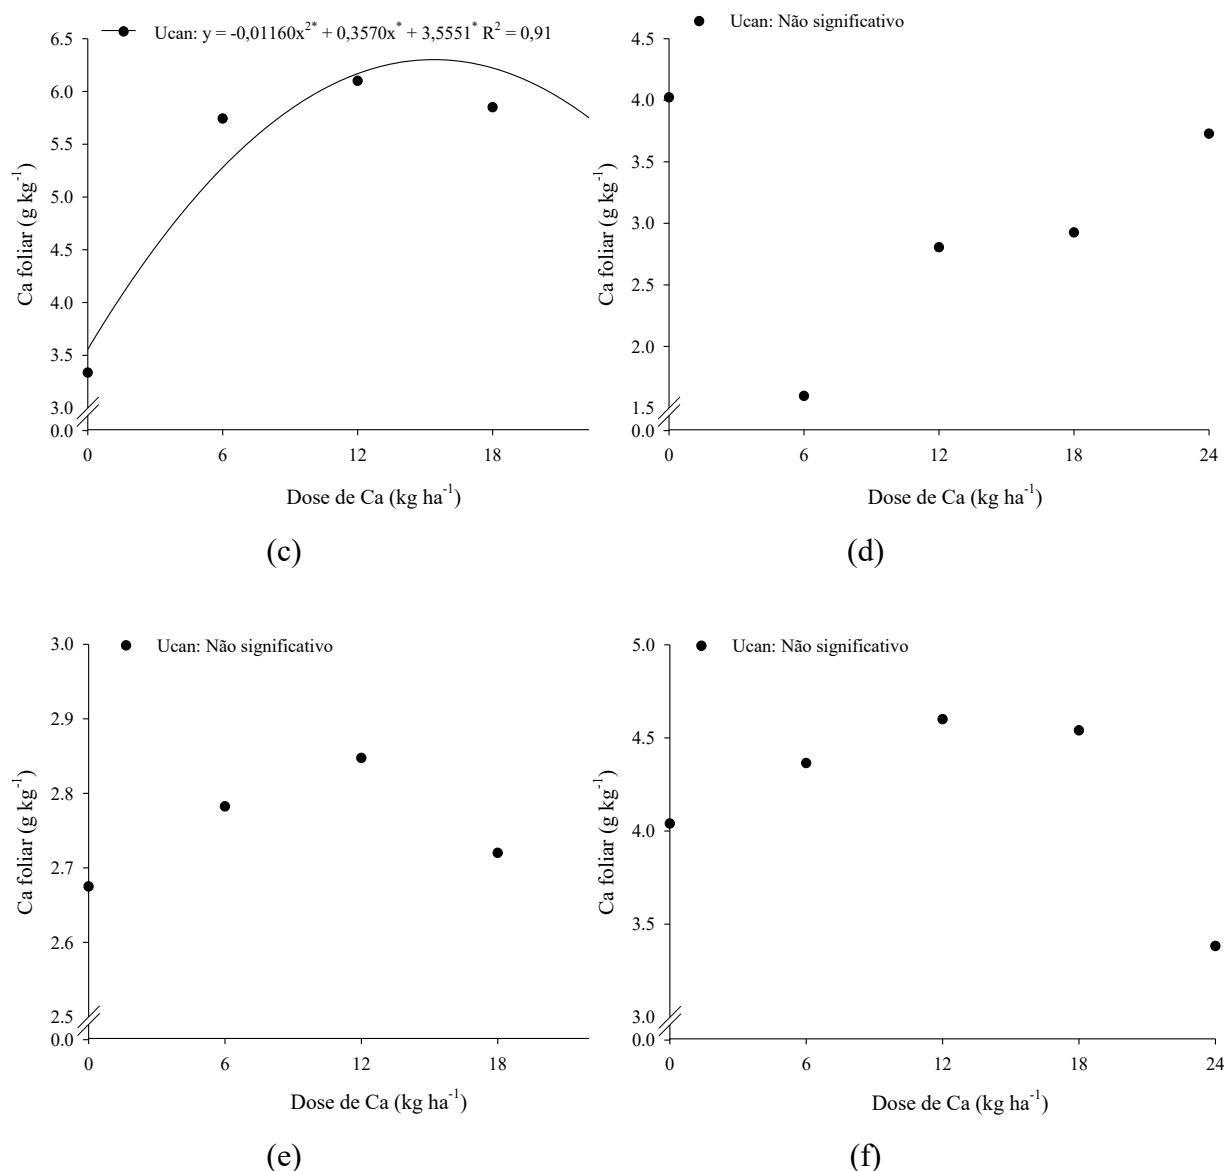 Ucan: y = -0,01160x²* + 0,3570x* + 3,5551* R² = 0,91
6.5
6.0
5.5
5.0
4.5
4.0
3.5
3.0
0.0
Ca foliar (g kg⁻¹)
0 6 12 18
Dose de Ca (kg ha⁻¹)
(c)
Ucan: Não significativo
4.5
4.0
3.5
3.0
2.5
2.0
1.5
0.0
Ca foliar (g kg⁻¹)
0 6 12 18 24
Dose de Ca (kg ha⁻¹)
(d)
Ucan: Não significativo
3.0
2.9
2.8
2.7
2.6
2.5
0.0
Ca foliar (g kg⁻¹)
0 6 12 18
Dose de Ca (kg ha⁻¹)
(e)
Ucan: Não significativo
5.0
4.5
4.0
3.5
3.0
0.0
Ca foliar (g kg⁻¹)
0 6 12 18 24
Dose de Ca (kg ha⁻¹)
(f)